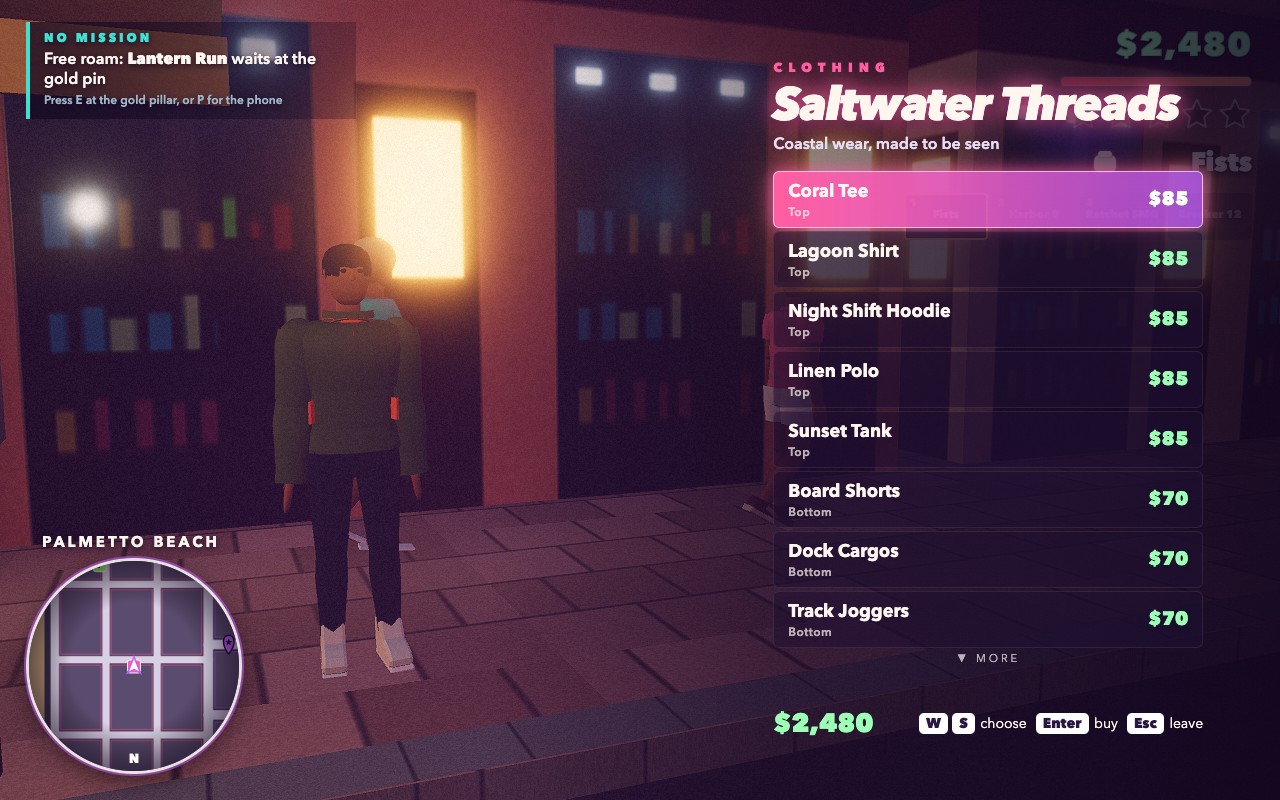 NO MISSION
Free roam: Lantern Run waits at the
gold pin
Press E at the gold pillar, or P for the phone
$2,480
Fists
CLOTHING
Saltwater Threads
Coastal wear, made to be seen
Coral Tee
Top
$85
Lagoon Shirt
Top
$85
Night Shift Hoodie
Top
$85
Linen Polo
Top
$85
Sunset Tank
Top
$85
Board Shorts
Bottom
$70
Dock Cargos
Bottom
$70
Track Joggers
Bottom
$70
▼ MORE
$2,480
W S choose Enter buy Esc leave
PALMETTO BEACH
N